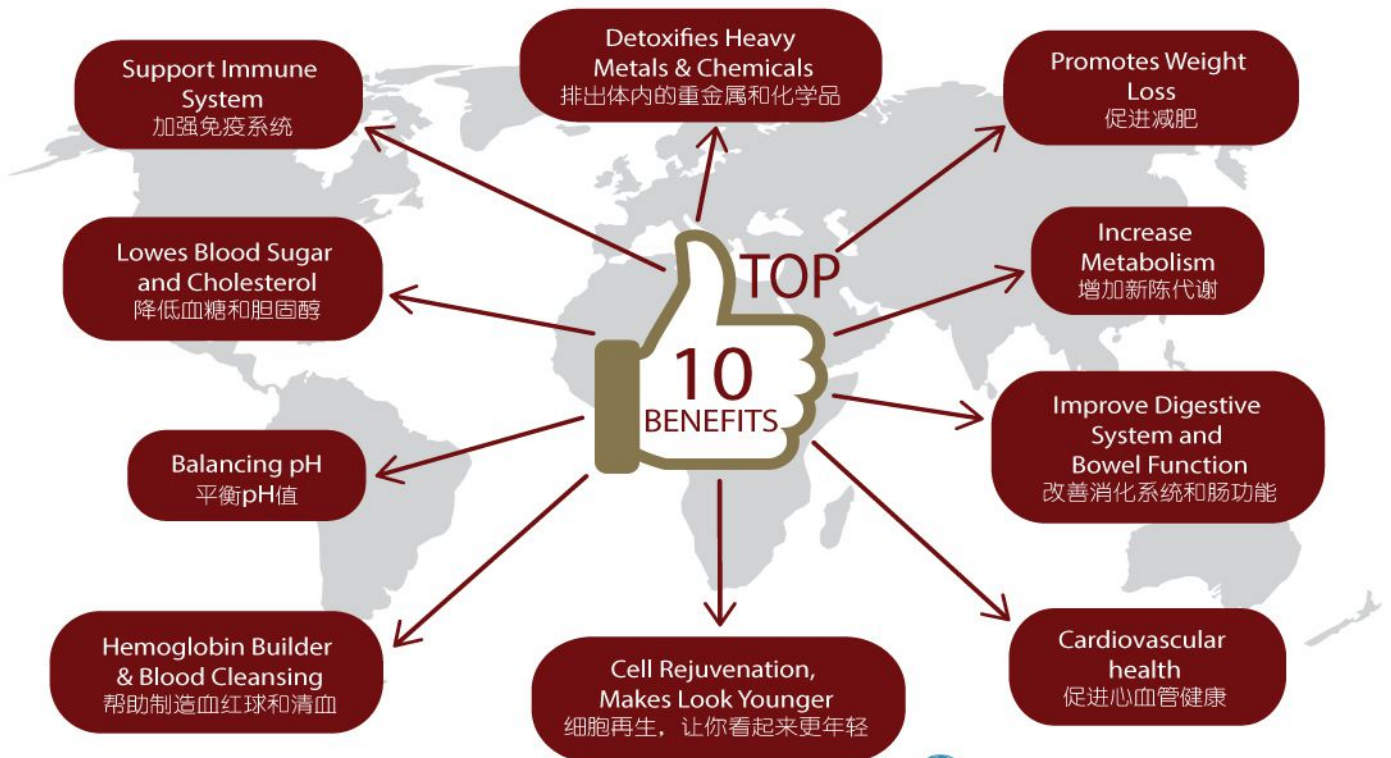 Support Immune
System
加强免疫系统
Detoxifies Heavy
Metals & Chemicals
排出体内的重金属和化学品
Promotes Weight
Loss
促进减肥
Lowes Blood Sugar
and Cholesterol
降低血糖和胆固醇
TOP
10
BENEFITS
Increase
Metabolism
增加新陈代谢
Balancing pH
平衡pH值
Improve Digestive
System and
Bowel Function
改善消化系统和肠功能
Hemoglobin Builder
& Blood Cleansing
帮助制造血红球和清血
Cell Rejuvenation,
Makes Look Younger
细胞再生，让你看起来更年轻
Cardiovascular
health
促进心血管健康